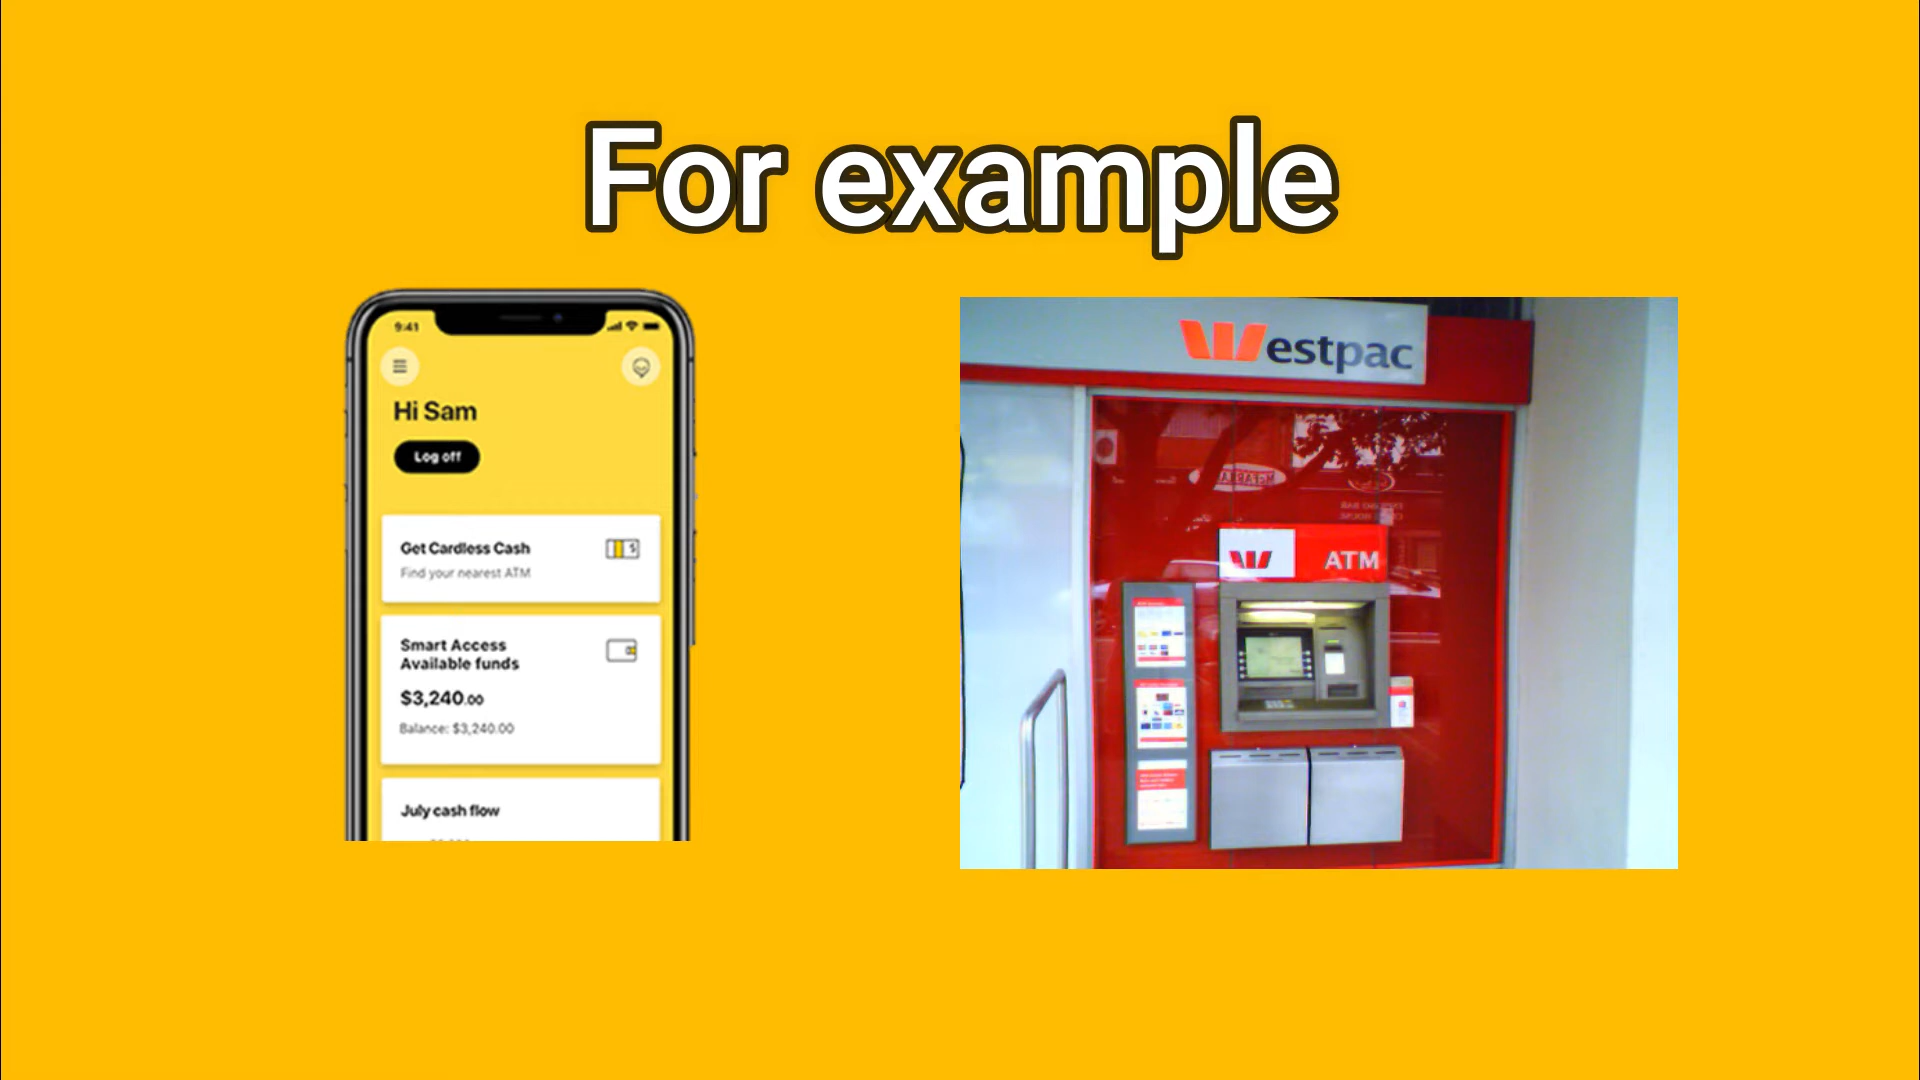 For example
9:41
Hi Sam
Log off
Get Cardless Cash
Find your nearest ATM
Smart Access
Available funds
$3,240.00
Balance: $3,240.00
July cash flow
Westpac
ATM